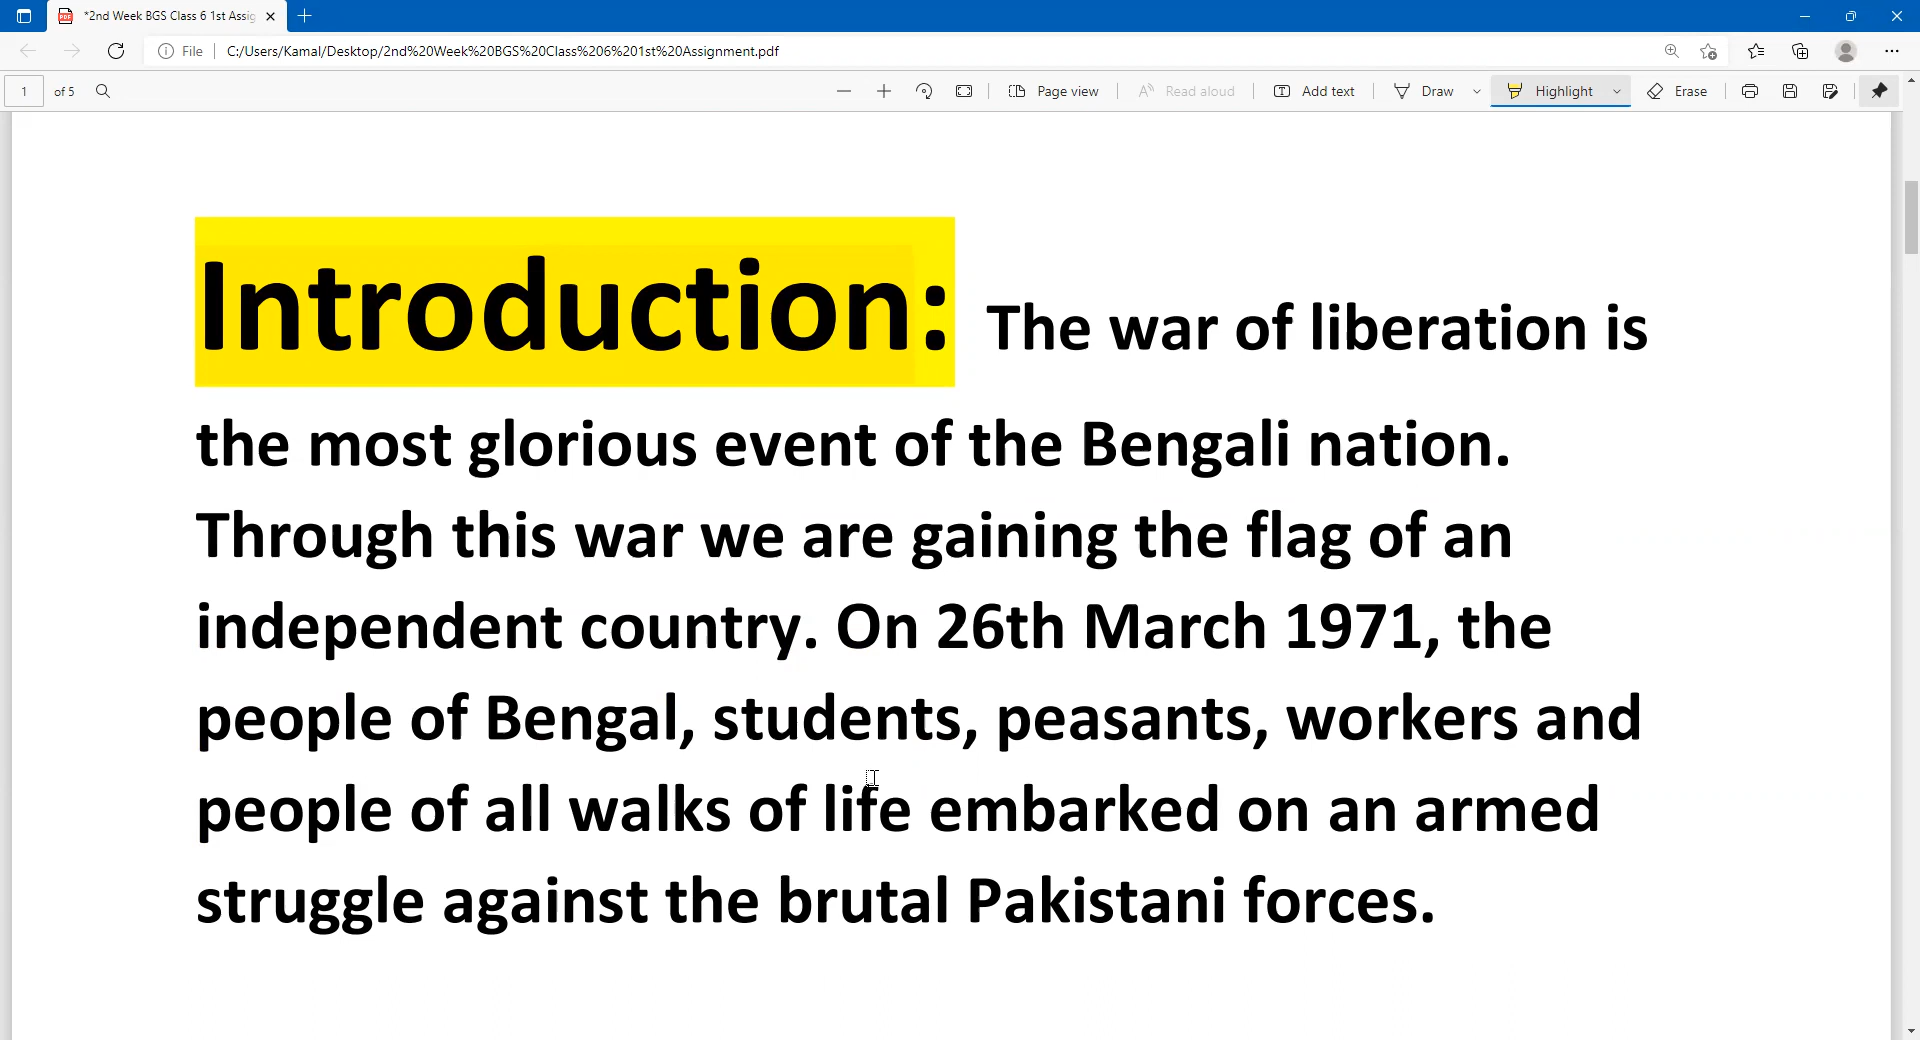 *2nd Week BGS Class 6 1st Assig
File C:/Users/Kamal/Desktop/2nd%20Week%20BGS%20Class%206%201st%20Assignment.pdf
1 of 5 Page view Read aloud Add text Draw Highlight Erase
Introduction: The war of liberation is
the most glorious event of the Bengali nation.
Through this war we are gaining the flag of an
independent country. On 26th March 1971, the
people of Bengal, students, peasants, workers and
people of all walks of life embarked on an armed
struggle against the brutal Pakistani forces.